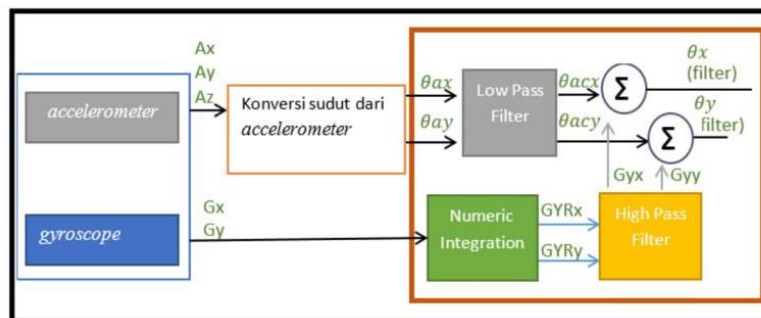 Ax
Ay
Az
accelerometer
Konversi sudut dari
accelerometer
θax
θay
Low Pass
Filter
θacx
θacy
Σ
Σ
θx
(filter)
θy
filter)
Gyx
Gyy
Gx
Gy
gyroscope
Numeric
Integration
GYRx
GYRy
High Pass
Filter